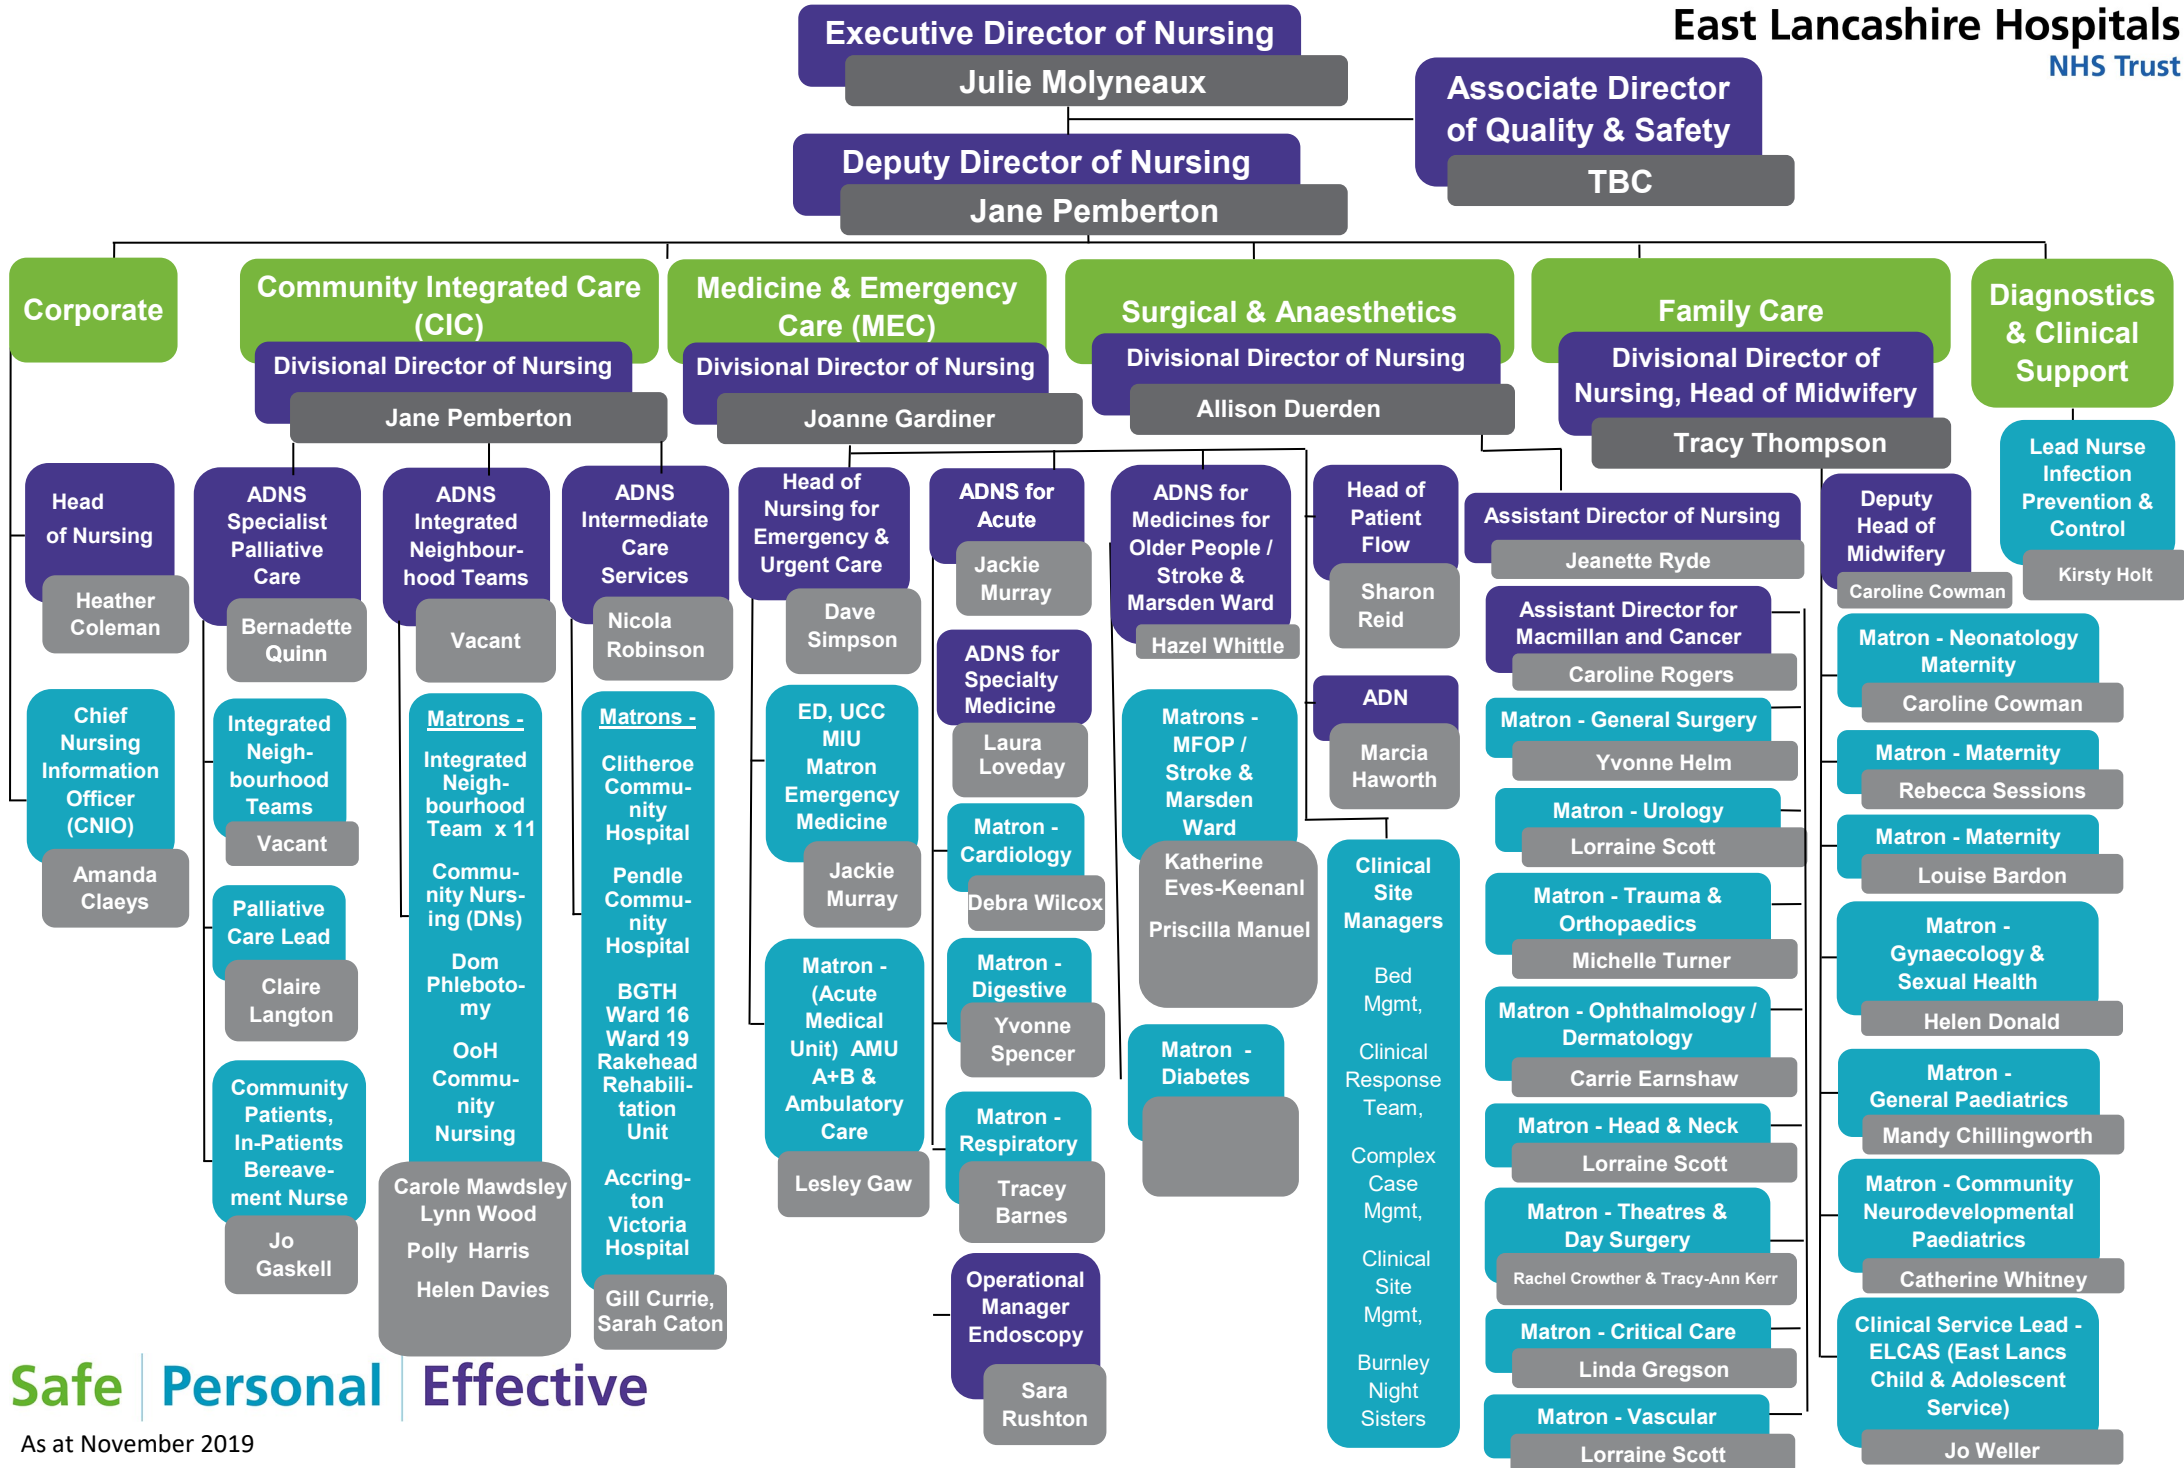 East Lancashire Hospitals
NHS Trust
Executive Director of Nursing
Julie Molyneaux
Associate Director
of Quality & Safety
TBC
Deputy Director of Nursing
Jane Pemberton
Corporate
Head
of Nursing
Heather
Coleman
Chief
Nursing
Information
Officer
(CNIO)
Amanda
Claeys
Community Integrated Care
(CIC)
Divisional Director of Nursing
Jane Pemberton
ADNS
Specialist
Palliative
Care
Bernadette
Quinn
Integrated
Neigh-
bourhood
Teams
Vacant
Palliative
Care Lead
Claire
Langton
Community
Patients,
In-Patients
Bereave-
ment Nurse
Jo
Gaskell
ADNS
Integrated
Neighbour-
hood Teams
Vacant
Matrons -
Integrated
Neigh-
bourhood
Team x 11
Commu-
nity Nurs-
ing (DNs)
Dom
Phleboto-
my
OoH
Commu-
nity
Nursing
Carole Mawdsley
Lynn Wood
Polly Harris
Helen Davies
ADNS
Intermediate
Care
Services
Nicola
Robinson
Matrons -
Clitheroe
Commu-
nity
Hospital
Pendle
Commu-
nity
Hospital
BGTH
Ward 16
Ward 19
Rakehead
Rehabili-
tation
Unit
Accring-
ton
Victoria
Hospital
Gill Currie,
Sarah Caton
Medicine & Emergency
Care (MEC)
Divisional Director of Nursing
Joanne Gardiner
Head of
Nursing for
Emergency &
Urgent Care
Dave
Simpson
ED, UCC
MIU
Matron
Emergency
Medicine
Jackie
Murray
Matron -
(Acute
Medical
Unit) AMU
A+B &
Ambulatory
Care
Lesley Gaw
ADNS for
Acute
Jackie
Murray
ADNS for
Specialty
Medicine
Laura
Loveday
Matron -
Cardiology
Debra Wilcox
Matron -
Digestive
Yvonne
Spencer
Matron -
Respiratory
Tracey
Barnes
Operational
Manager
Endoscopy
Sara
Rushton
ADNS for
Medicines for
Older People /
Stroke &
Marsden Ward
Hazel Whittle
Matrons -
MFOP /
Stroke &
Marsden
Ward
Katherine
Eves-Keenanl
Priscilla Manuel
Matron -
Diabetes
Head of
Patient
Flow
Sharon
Reid
ADN
Marcia
Haworth
Clinical
Site
Managers
Bed
Mgmt,
Clinical
Response
Team,
Complex
Case
Mgmt,
Clinical
Site
Mgmt,
Burnley
Night
Sisters
Surgical & Anaesthetics
Divisional Director of Nursing
Allison Duerden
Assistant Director of Nursing
Jeanette Ryde
Assistant Director for
Macmillan and Cancer
Caroline Rogers
Matron - General Surgery
Yvonne Helm
Matron - Urology
Lorraine Scott
Matron - Trauma &
Orthopaedics
Michelle Turner
Matron - Ophthalmology /
Dermatology
Carrie Earnshaw
Matron - Head & Neck
Lorraine Scott
Matron - Theatres &
Day Surgery
Rachel Crowther & Tracy-Ann Kerr
Matron - Critical Care
Linda Gregson
Matron - Vascular
Lorraine Scott
Family Care
Divisional Director of
Nursing, Head of Midwifery
Tracy Thompson
Deputy
Head of
Midwifery
Caroline Cowman
Matron - Neonatology
Maternity
Caroline Cowman
Matron - Maternity
Rebecca Sessions
Matron - Maternity
Louise Bardon
Matron -
Gynaecology &
Sexual Health
Helen Donald
Matron -
General Paediatrics
Mandy Chillingworth
Matron - Community
Neurodevelopmental
Paediatrics
Catherine Whitney
Clinical Service Lead -
ELCAS (East Lancs
Child & Adolescent
Service)
Jo Weller
Diagnostics
& Clinical
Support
Lead Nurse
Infection
Prevention &
Control
Kirsty Holt
Safe | Personal | Effective
As at November 2019